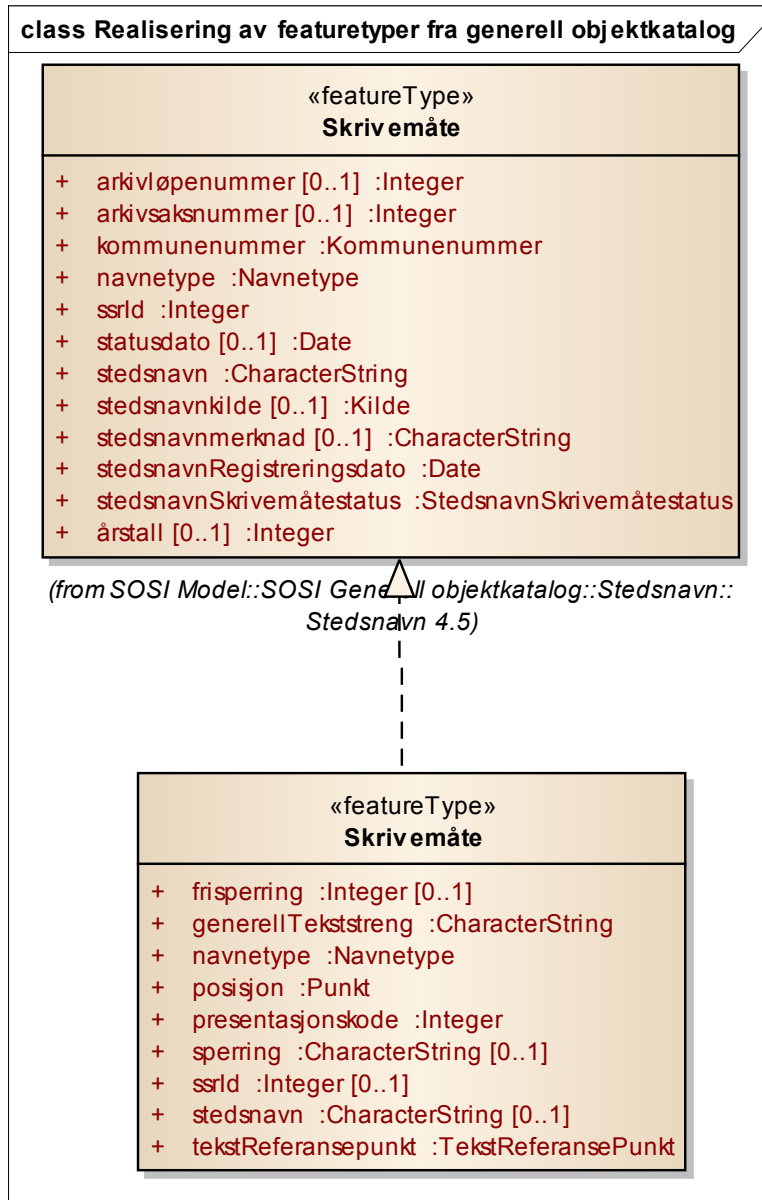 class Realisering av featuretyper fra generell objektkatalog
«featureType»
Skrivemåte
+ arkivløpenummer [0..1] :Integer
+ arkivsaksnummer [0..1] :Integer
+ kommunenummer :Kommunenummer
+ navnetype :Navnetype
+ ssrId :Integer
+ statusdato [0..1] :Date
+ stedsnavn :CharacterString
+ stedsnavnkilde [0..1] :Kilde
+ stedsnavnmerknad [0..1] :CharacterString
+ stedsnavnRegistreringsdato :Date
+ stedsnavnSkrivemåtestatus :StedsnavnSkrivemåtestatus
+ årstall [0..1] :Integer
(from SOSI Model::SOSI Generell objektkatalog::Stedsnavn::
Stedsnavn 4.5)
«featureType»
Skrivemåte
+ frisperring :Integer [0..1]
+ generellTekststreng :CharacterString
+ navnetype :Navnetype
+ posisjon :Punkt
+ presentasjonskode :Integer
+ sperring :CharacterString [0..1]
+ ssrId :Integer [0..1]
+ stedsnavn :CharacterString [0..1]
+ tekstReferansepunkt :TekstReferansePunkt